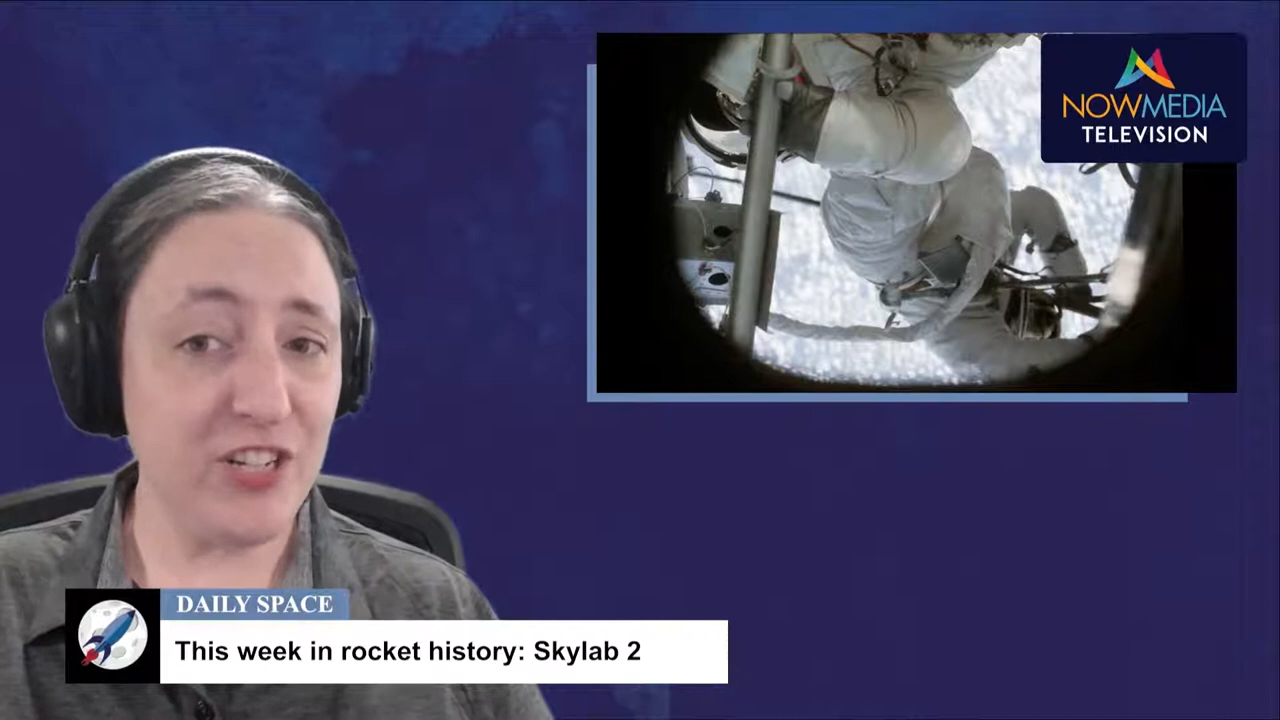 NOWMEDIA
TELEVISION
DAILY SPACE
This week in rocket history: Skylab 2